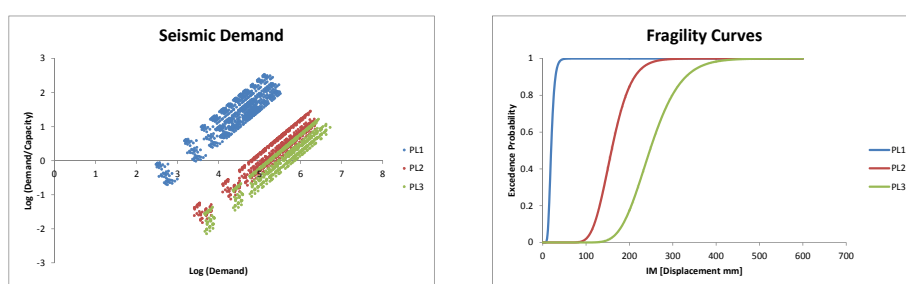 Seismic Demand
3
2
1
0
-1
-2
-3
0 1 2 3 4 5 6 7 8
Log (Demand/Capacity)
Log (Demand)
PL1
PL2
PL3
Fragility Curves
1
0.8
0.6
0.4
0.2
0
0 100 200 300 400 500 600 700
Excedence Probability
IM [Displacement mm]
PL1
PL2
PL3